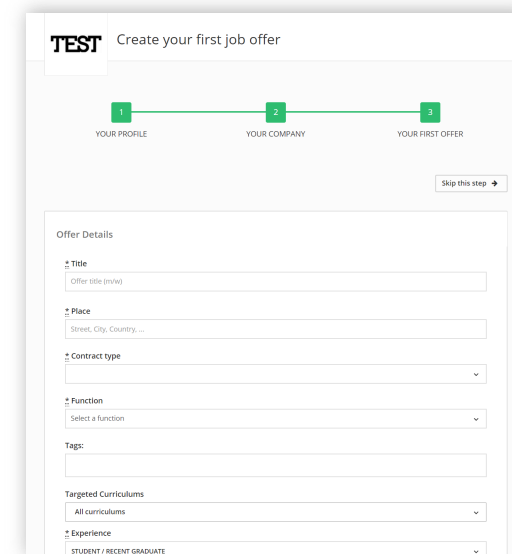 TEST
Create your first job offer
1
2
3
YOUR PROFILE
YOUR COMPANY
YOUR FIRST OFFER
Skip this step →
Offer Details
* Title
Offer title (m/w)
* Place
Street, City, Country, ...
* Contract type
* Function
Select a function
Tags:
Targeted Curriculums
All curriculums
* Experience
STUDENT / RECENT GRADUATE